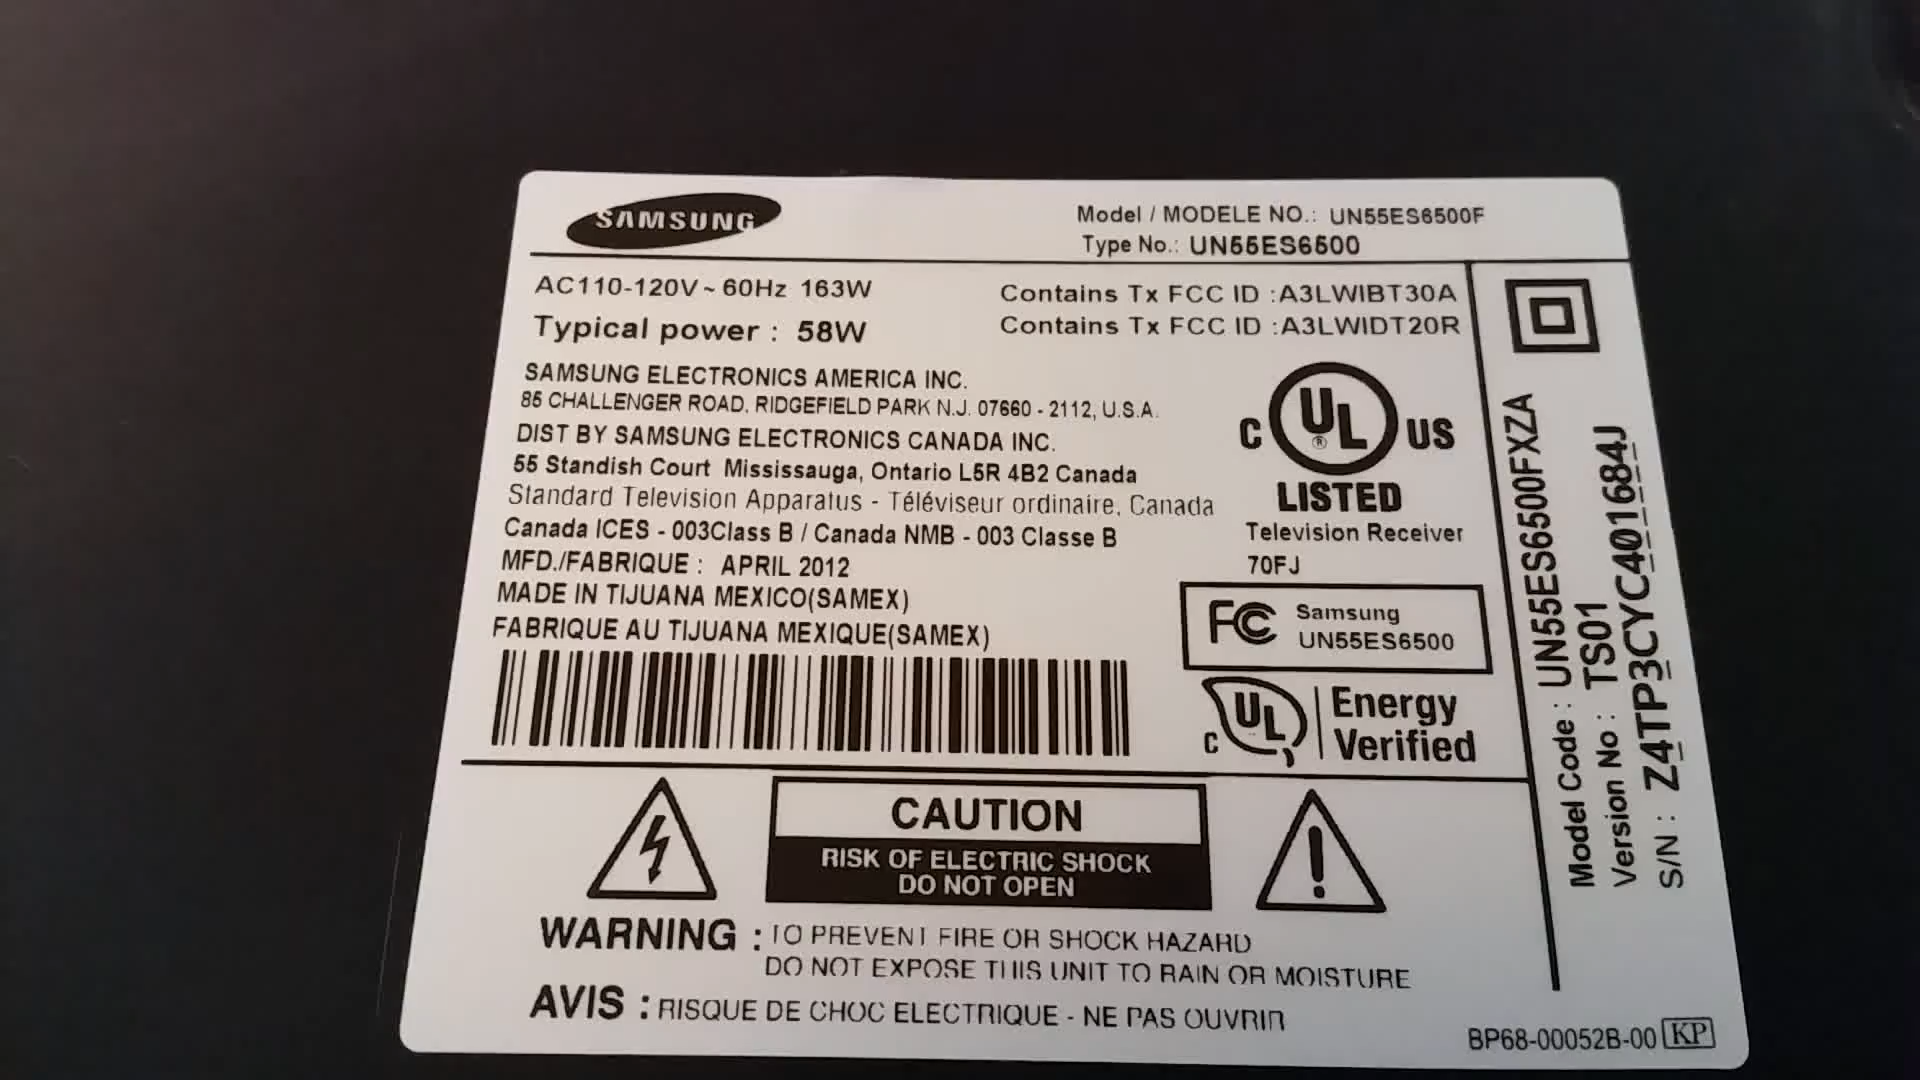 SAMSUNG
Model / MODELE NO.: UN55ES6500F
Type No.: UN55ES6500
AC110-120V ~ 60Hz 163W
Typical power : 58W
Contains Tx FCC ID :A3LWIBT30A
Contains Tx FCC ID :A3LWIDT20R
SAMSUNG ELECTRONICS AMERICA INC.
85 CHALLENGER ROAD. RIDGEFIELD PARK N.J. 07660 - 2112, U.S.A.
DIST BY SAMSUNG ELECTRONICS CANADA INC.
55 Standish Court Mississauga, Ontario L5R 4B2 Canada
Standard Television Apparatus - Téléviseur ordinaire, Canada
Canada ICES - 003Class B / Canada NMB - 003 Classe B
MFD./FABRIQUE : APRIL 2012
MADE IN TIJUANA MEXICO(SAMEX)
FABRIQUE AU TIJUANA MEXIQUE(SAMEX)
C UL ® US
LISTED
Television Receiver
70FJ
FC Samsung
UN55ES6500
C UL Energy
Verified
CAUTION
RISK OF ELECTRIC SHOCK
DO NOT OPEN
WARNING : TO PREVENT FIRE OR SHOCK HAZARD
DO NOT EXPOSE THIS UNIT TO RAIN OR MOISTURE
AVIS : RISQUE DE CHOC ELECTRIQUE - NE PAS OUVRIR
BP68-00052B-00 KP
Model Code : UN55ES6500FXZA
Version No : TS01
S/N : Z4TP3CYC401684J